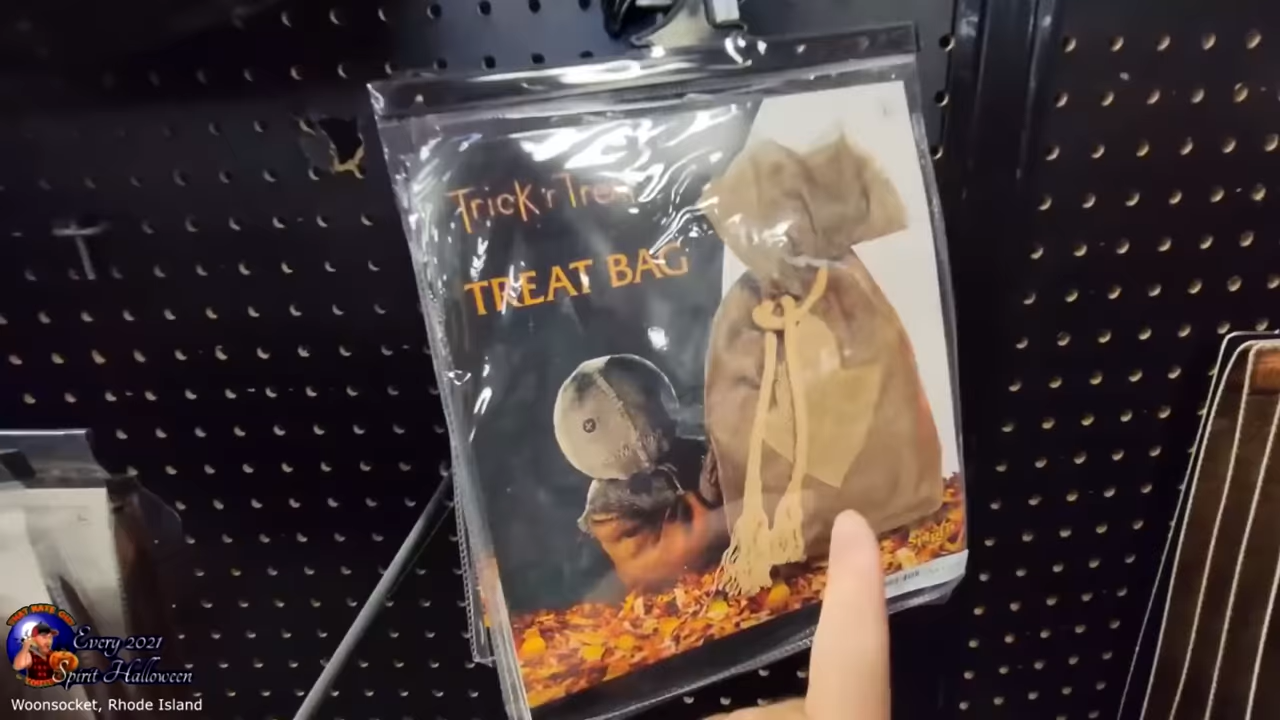 Trick 'r Treat
TREAT BAG
Every 2021
Spirit Halloween
Woonsocket, Rhode Island